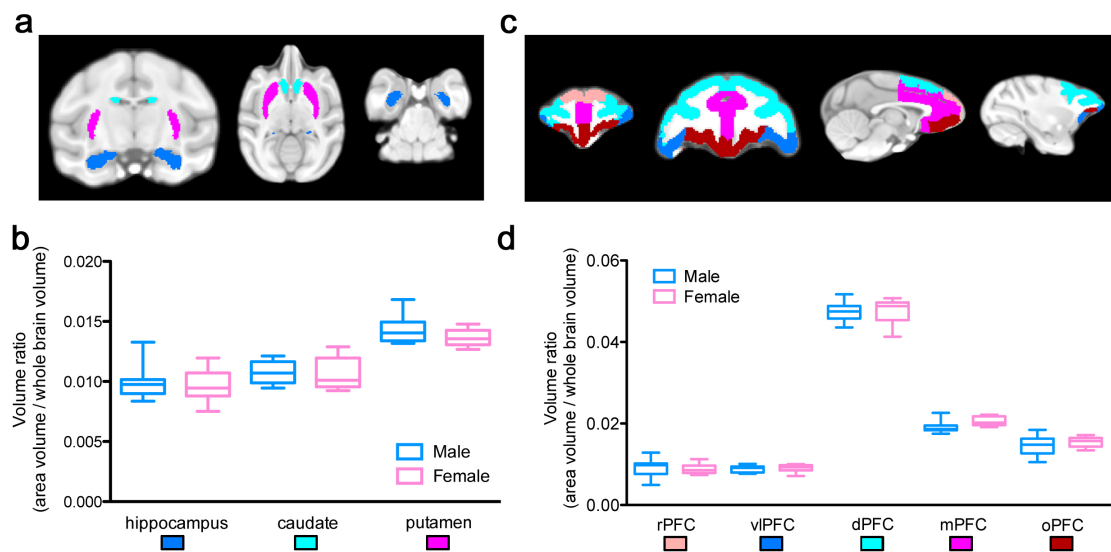 a
c
b
Volume ratio
(area volume / whole brain volume)
0.020
0.015
0.010
0.005
0.000
Male
Female
hippocampus
caudate
putamen
d
Volume ratio
(area volume / whole brain volume)
0.06
0.04
0.02
0.00
Male
Female
rPFC
vlPFC
dPFC
mPFC
oPFC